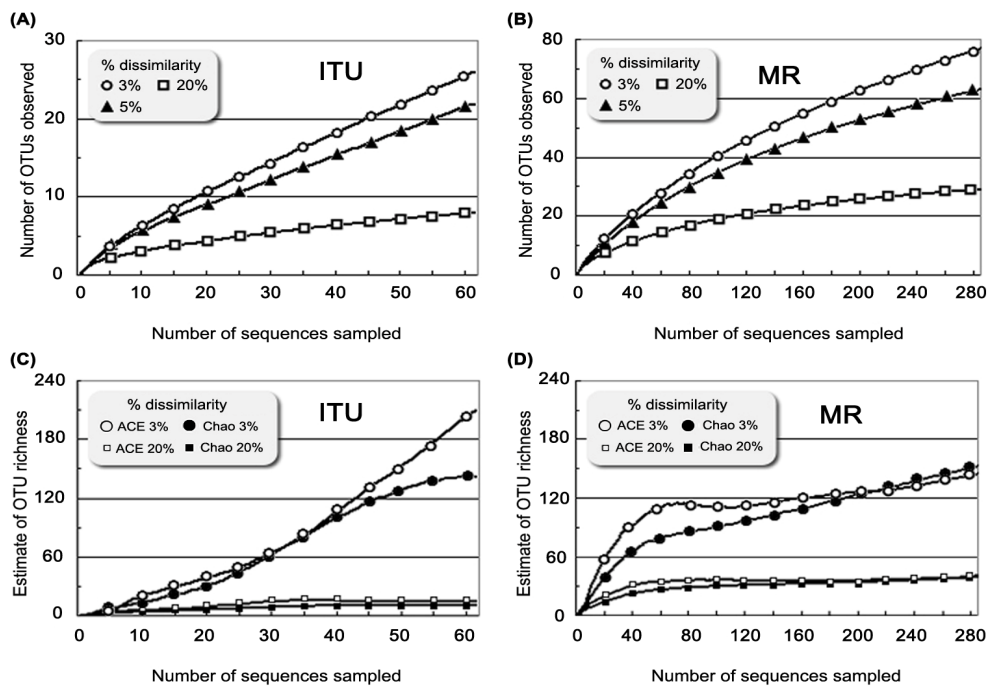 (A)
30
20
10
0
Number of OTUs observed
% dissimilarity
3% 20%
5%
ITU
0 10 20 30 40 50 60
Number of sequences sampled
(B)
80
60
40
20
0
Number of OTUs observed
% dissimilarity
3% 20%
5%
MR
0 40 80 120 160 200 240 280
Number of sequences sampled
(C)
240
180
120
60
0
Estimate of OTU richness
% dissimilarity
ACE 3% Chao 3%
ACE 20% Chao 20%
ITU
0 10 20 30 40 50 60
Number of sequences sampled
(D)
240
180
120
60
0
Estimate of OTU richness
% dissimilarity
ACE 3% Chao 3%
ACE 20% Chao 20%
MR
0 40 80 120 160 200 240 280
Number of sequences sampled